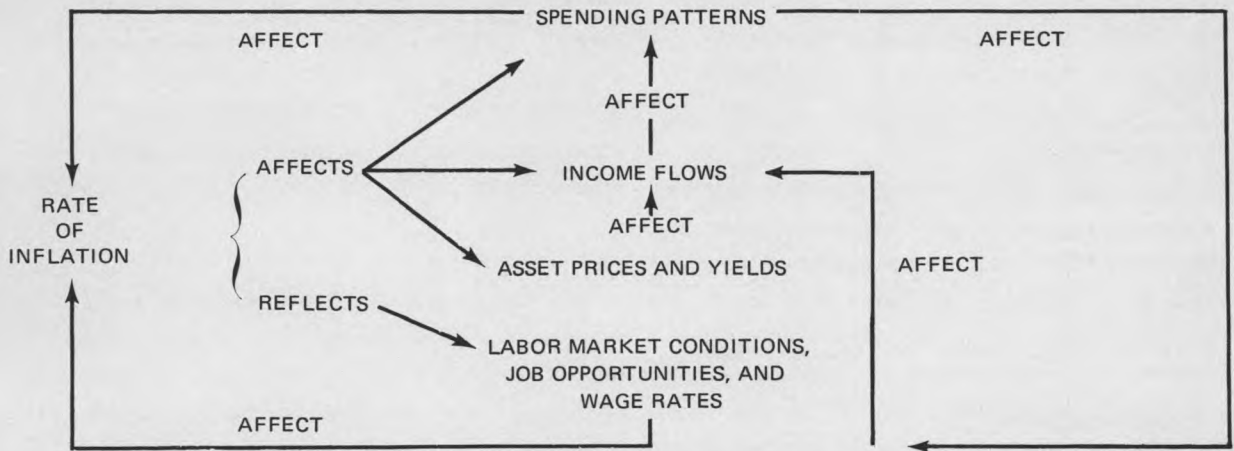 SPENDING PATTERNS
AFFECT
AFFECT
AFFECT
AFFECTS
INCOME FLOWS
RATE
OF
INFLATION
AFFECT
ASSET PRICES AND YIELDS
AFFECT
REFLECTS
LABOR MARKET CONDITIONS,
JOB OPPORTUNITIES, AND
WAGE RATES
AFFECT